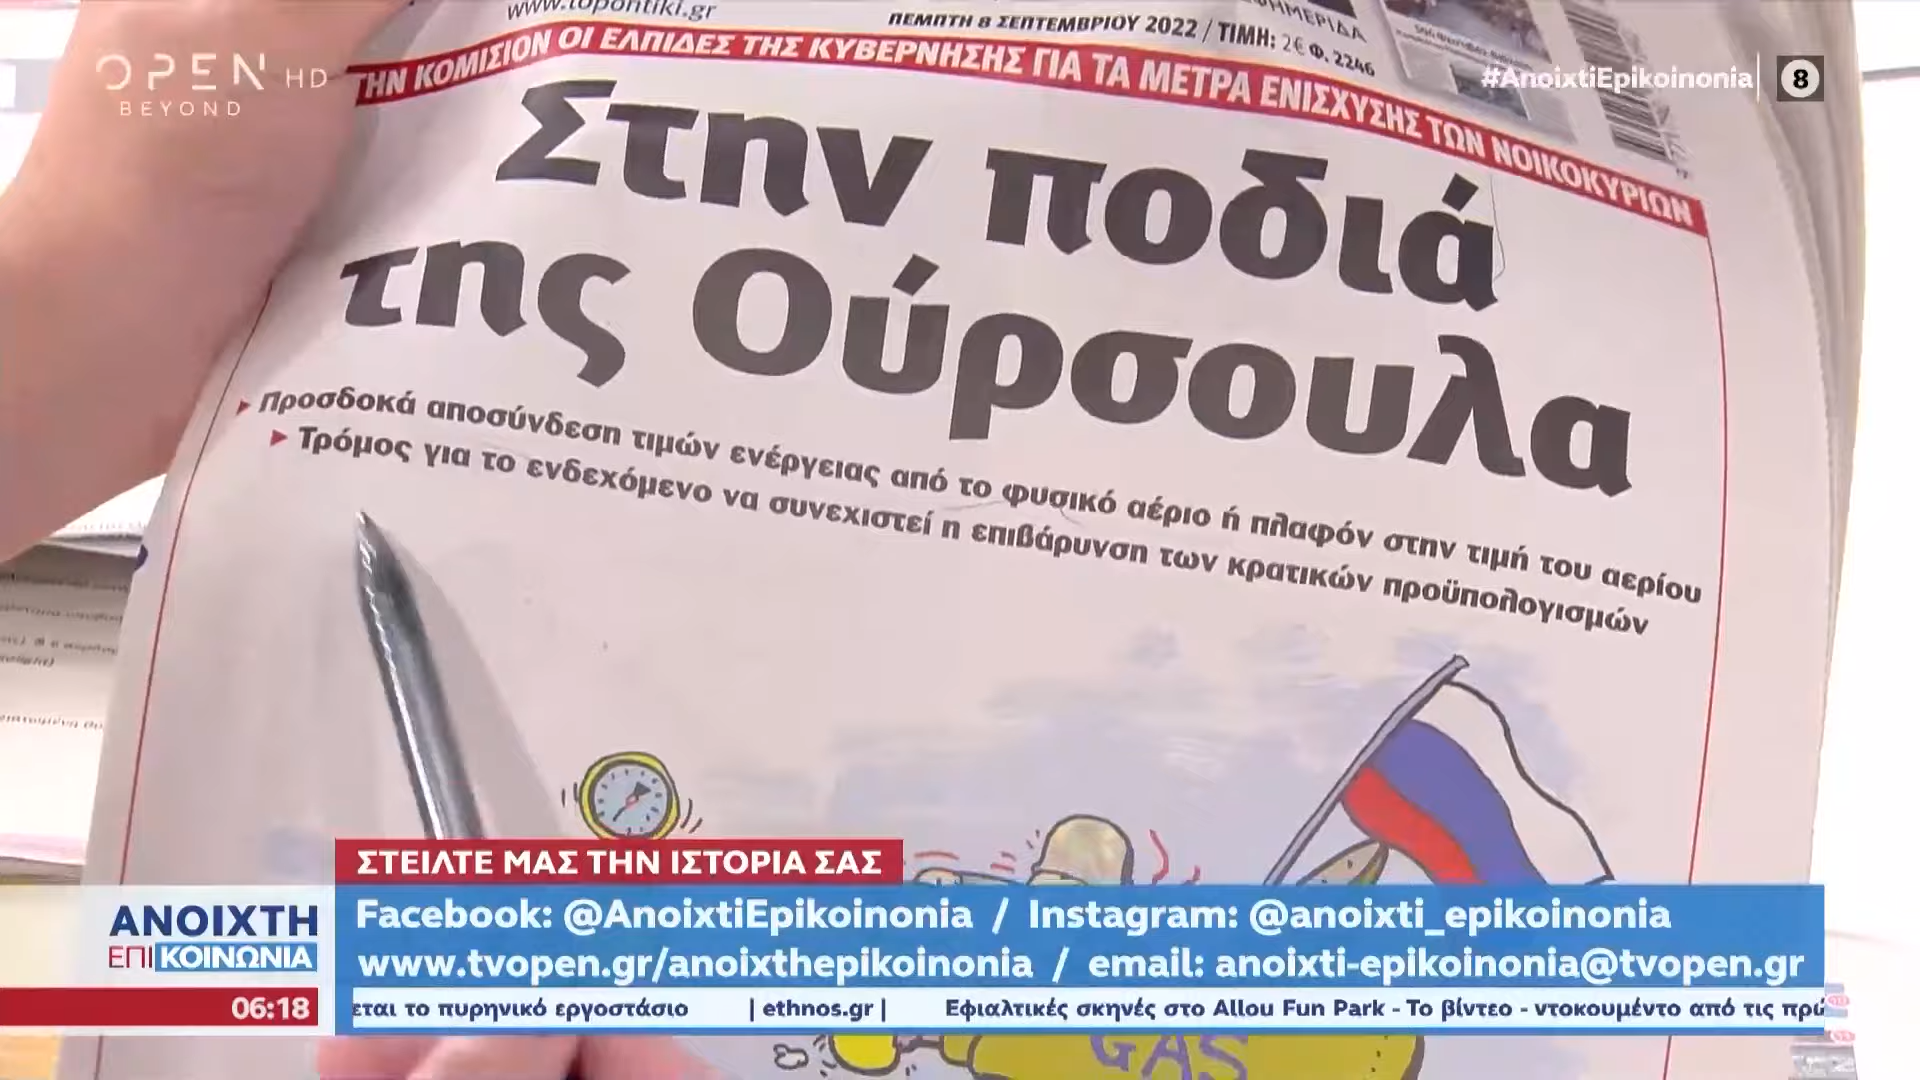 www.topontiki.gr
ΠΕΜΠΤΗ 8 ΣΕΠΤΕΜΒΡΙΟΥ 2022 / ΤΙΜΗ: 2€ Φ. 2246
OPEN HD
BEYOND
#AnoixtiEpikoinonia 8
ΤΗΝ ΚΟΜΙΣΙΟΝ ΟΙ ΕΛΠΙΔΕΣ ΤΗΣ ΚΥΒΕΡΝΗΣΗΣ ΓΙΑ ΤΑ ΜΕΤΡΑ ΕΝΙΣΧΥΣΗΣ ΤΩΝ ΝΟΙΚΟΚΥΡΙΩΝ
Στην ποδιά
της Ούρσουλα
Προσδοκά αποσύνδεση τιμών ενέργειας από το φυσικό αέριο ή πλαφόν στην τιμή του αερίου
Τρόμος για το ενδεχόμενο να συνεχιστεί η επιβάρυνση των κρατικών προϋπολογισμών
ΣΤΕΙΛΤΕ ΜΑΣ ΤΗΝ ΙΣΤΟΡΙΑ ΣΑΣ
ΑΝΟΙΧΤΗ
ΕΠΙΚΟΙΝΩΝΙΑ
Facebook: @AnoixtiEpikoinonia / Instagram: @anoixti_epikoinonia
www.tvopen.gr/anoixthepikoinonia / email: anoixti-epikoinonia@tvopen.gr
06:18
εται το πυρηνικό εργοστάσιο | ethnos.gr | Εφιαλτικές σκηνές στο Allou Fun Park - Το βίντεο - ντοκουμέντο από τις πρώ
GAS